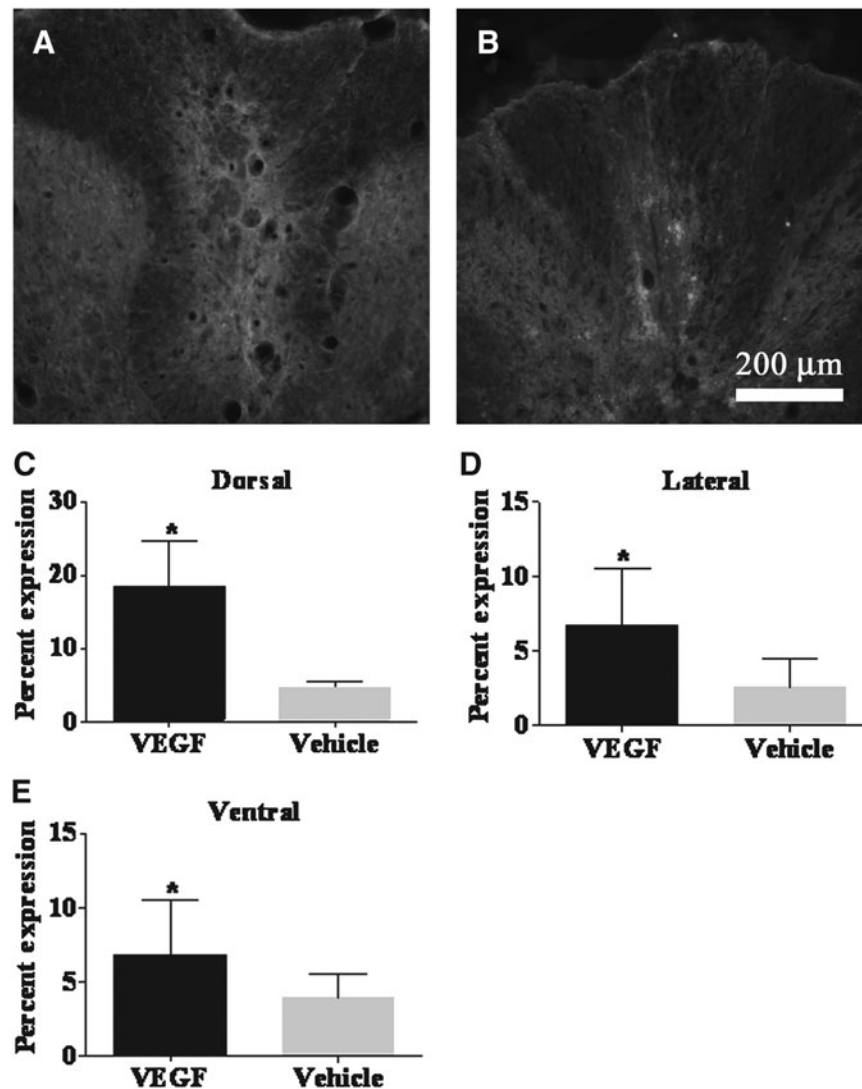 A
B
200 μm
C
Dorsal
Percent expression
30
20
10
0
*
VEGF
Vehicle
D
Lateral
Percent expression
15
10
5
0
*
VEGF
Vehicle
E
Ventral
Percent expression
15
10
5
0
*
VEGF
Vehicle